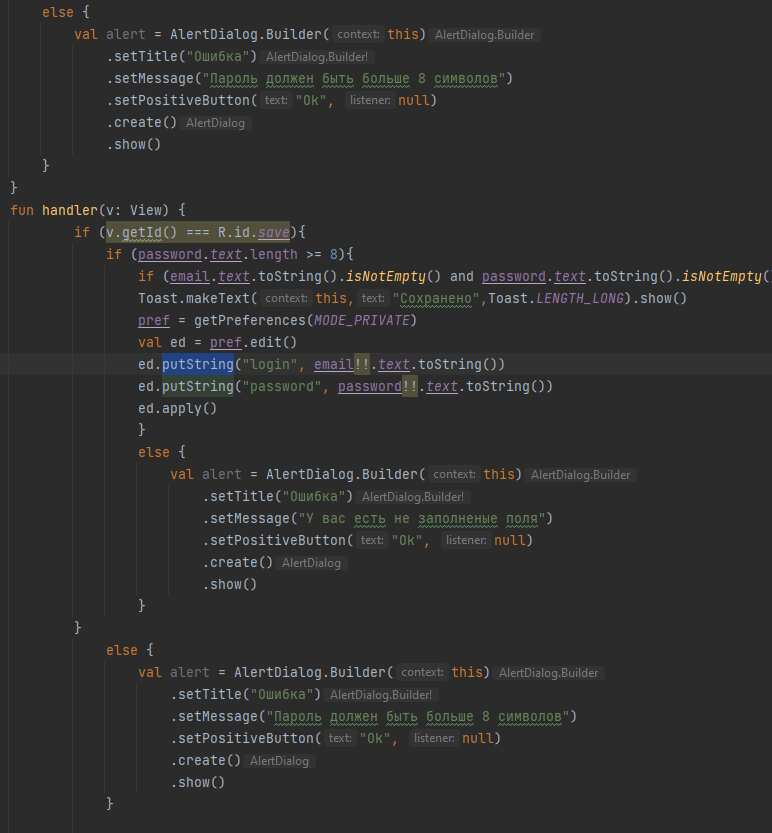 else {
val alert = AlertDialog.Builder( context: this) AlertDialog.Builder
.setTitle("Ошибка") AlertDialog.Builder!
.setMessage("Пароль должен быть больше 8 символов")
.setPositiveButton( text: "Ok", listener: null)
.create() AlertDialog
.show()
}
}
fun handler(v: View) {
if (v.getId() === R.id.save){
if (password.text.length >= 8){
if (email.text.toString().isNotEmpty() and password.text.toString().isNotEmpty()
Toast.makeText( context: this, text: "Сохранено",Toast.LENGTH_LONG).show()
pref = getPreferences(MODE_PRIVATE)
val ed = pref.edit()
ed.putString("login", email!!.text.toString())
ed.putString("password", password!!.text.toString())
ed.apply()
}
else {
val alert = AlertDialog.Builder( context: this) AlertDialog.Builder
.setTitle("Ошибка") AlertDialog.Builder!
.setMessage("У вас есть не заполненые поля")
.setPositiveButton( text: "Ok", listener: null)
.create() AlertDialog
.show()
}
}
else {
val alert = AlertDialog.Builder( context: this) AlertDialog.Builder
.setTitle("Ошибка") AlertDialog.Builder!
.setMessage("Пароль должен быть больше 8 символов")
.setPositiveButton( text: "Ok", listener: null)
.create() AlertDialog
.show()
}